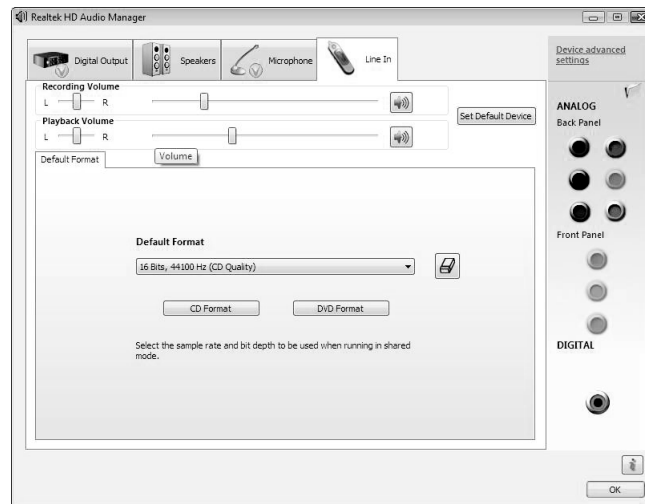 Realtek HD Audio Manager
Digital Output
Speakers
Microphone
Line In
Device advanced
settings
Recording Volume
L
R
Playback Volume
L
R
Set Default Device
Volume
Default Format
Default Format
16 Bits, 44100 Hz (CD Quality)
CD Format
DVD Format
Select the sample rate and bit depth to be used when running in shared
mode.
ANALOG
Back Panel
Front Panel
DIGITAL
OK